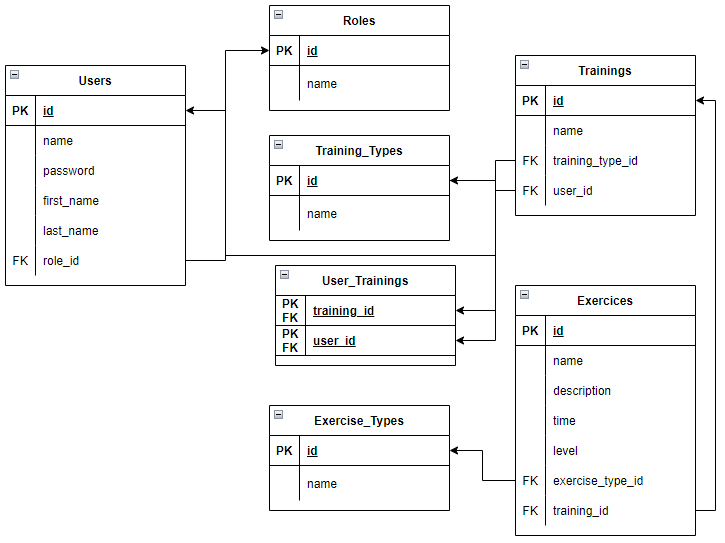 Roles
PK id
name
Users
PK id
name
password
first_name
last_name
FK role_id
Training_Types
PK id
name
Trainings
PK id
name
FK training_type_id
FK user_id
User_Trainings
PK
FK training_id
PK
FK user_id
Exercices
PK id
name
description
time
level
FK exercise_type_id
FK training_id
Exercise_Types
PK id
name